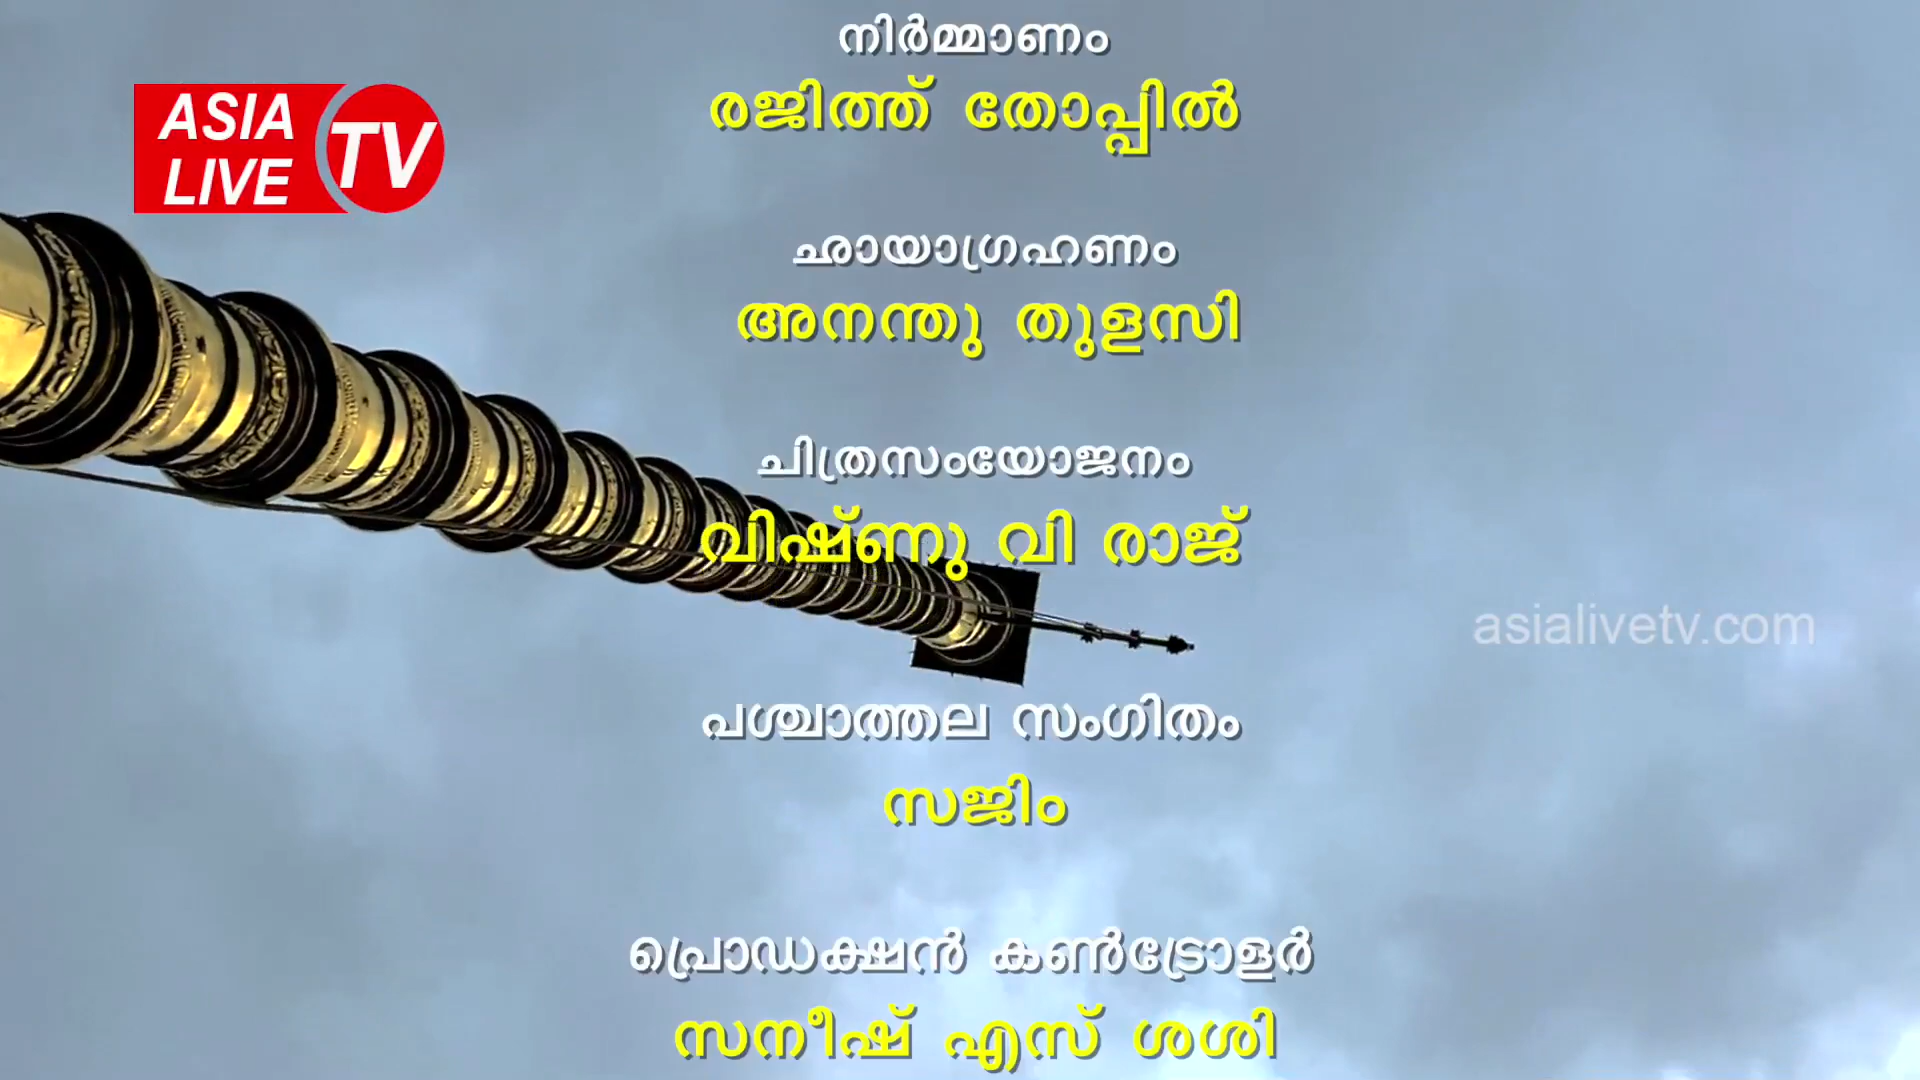 നിർമ്മാണം
രജിത്ത് തോപ്പിൽ
ASIA
LIVE
TV
ഛായാഗ്രഹണം
അനന്തു തുളസി
ചിത്രസംയോജനം
വിഷ്ണു വി രാജ്
asialivetv.com
പശ്ചാത്തല സംഗിതം
സജിം
പ്രൊഡക്ഷൻ കൺട്രോളർ
സനീഷ് എസ് ശശി